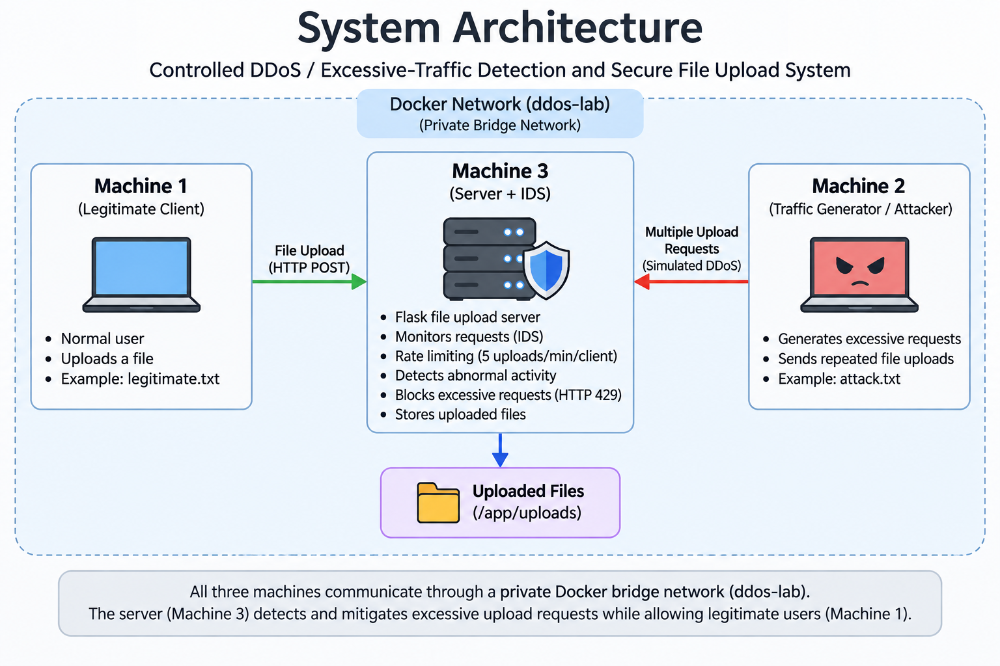 System Architecture
Controlled DDoS / Excessive-Traffic Detection and Secure File Upload System
Docker Network (ddos-lab)
(Private Bridge Network)
Machine 1
(Legitimate Client)
• Normal user
• Uploads a file
• Example: legitimate.txt
File Upload
(HTTP POST)
Machine 3
(Server + IDS)
• Flask file upload server
• Monitors requests (IDS)
• Rate limiting (5 uploads/min/client)
• Detects abnormal activity
• Blocks excessive requests (HTTP 429)
• Stores uploaded files
Multiple Upload
Requests
(Simulated DDoS)
Machine 2
(Traffic Generator / Attacker)
• Generates excessive requests
• Sends repeated file uploads
• Example: attack.txt
Uploaded Files
(/app/uploads)
All three machines communicate through a private Docker bridge network (ddos-lab).
The server (Machine 3) detects and mitigates excessive upload requests while allowing legitimate users (Machine 1).